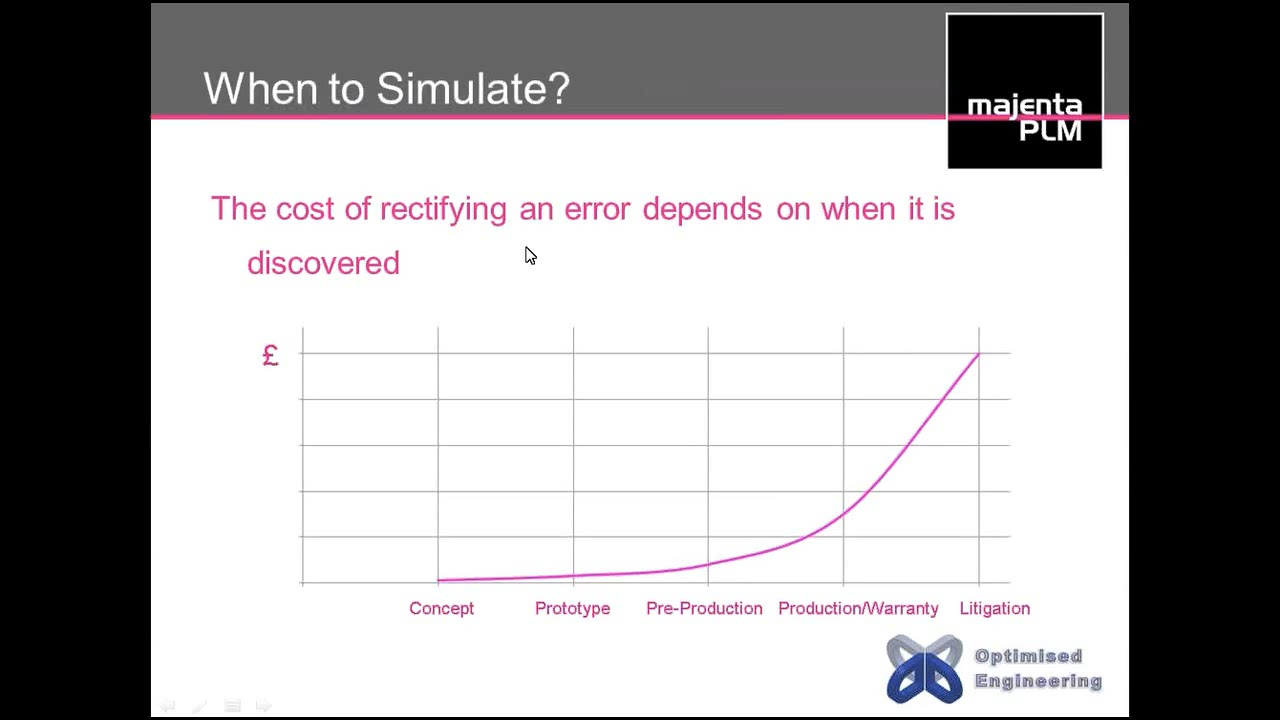 When to Simulate?
majenta
PLM
The cost of rectifying an error depends on when it is
discovered
£
Concept Prototype Pre-Production Production/Warranty Litigation
Optimised
Engineering